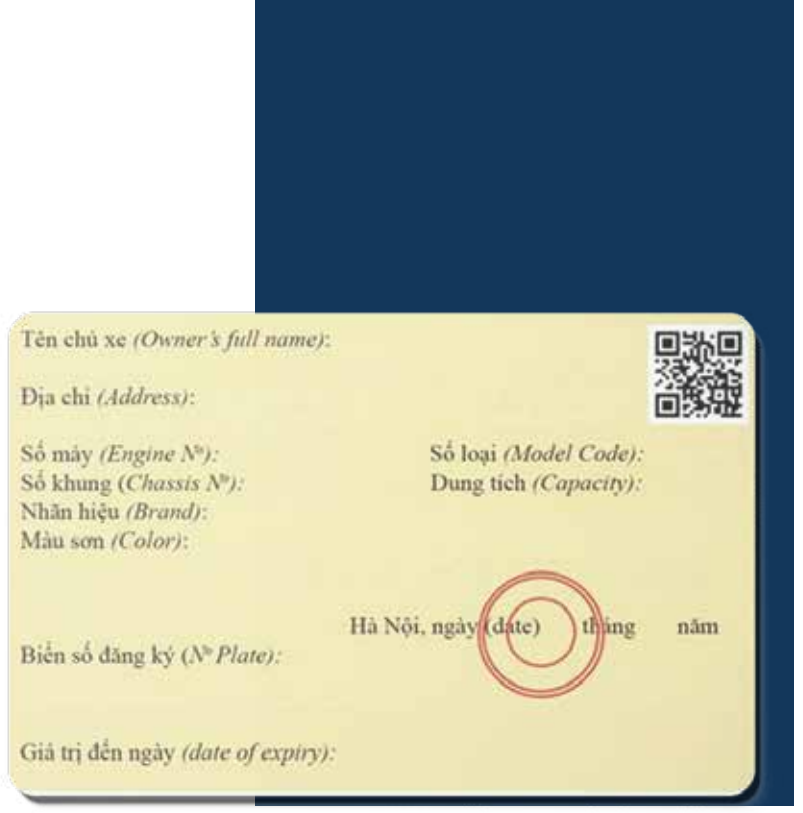 Tên chủ xe (Owner's full name):
Địa chỉ (Address):
Số máy (Engine Nº): Số loại (Model Code):
Số khung (Chassis Nº): Dung tích (Capacity):
Nhãn hiệu (Brand):
Màu sơn (Color):
Hà Nội, ngày (date) tháng năm
Biển số đăng ký (Nº Plate):
Giá trị đến ngày (date of expiry):